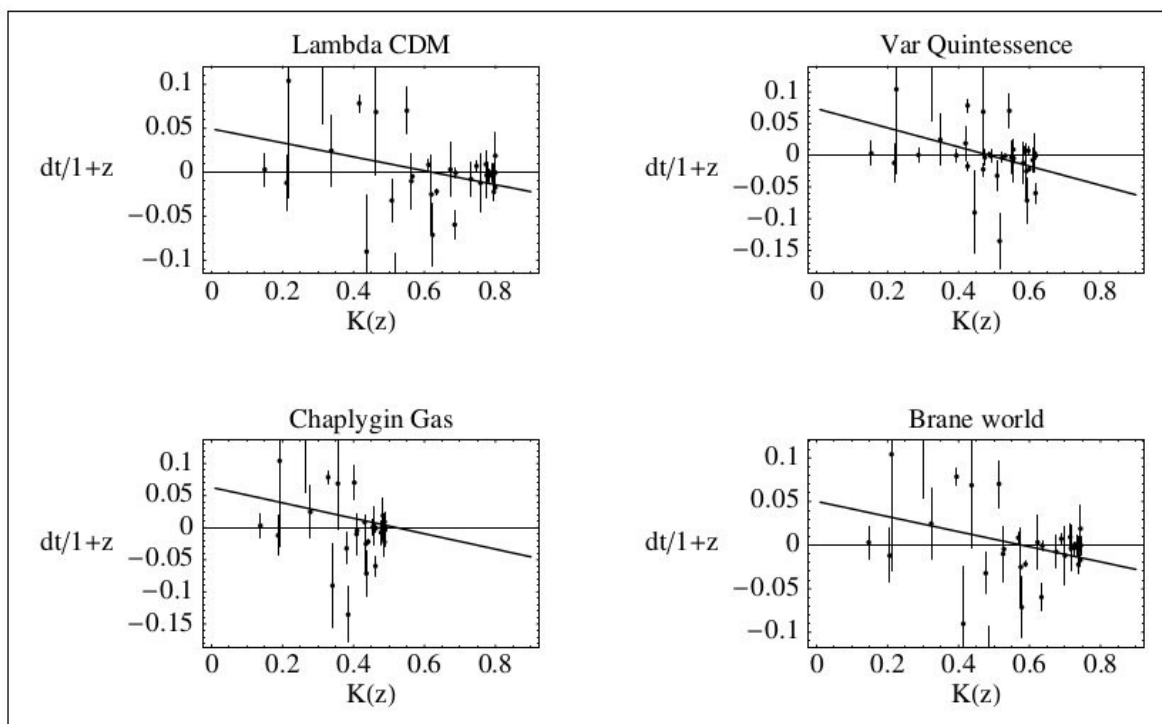 Lambda CDM
0.1
0.05
dt/1+z
0
−0.05
−0.1
0 0.2 0.4 0.6 0.8
K(z)
Var Quintessence
0.1
0.05
dt/1+z
0
−0.05
−0.1
−0.15
0 0.2 0.4 0.6 0.8
K(z)
Chaplygin Gas
0.1
0.05
dt/1+z
0
−0.05
−0.1
−0.15
0 0.2 0.4 0.6 0.8
K(z)
Brane world
0.1
0.05
dt/1+z
0
−0.05
−0.1
0 0.2 0.4 0.6 0.8
K(z)